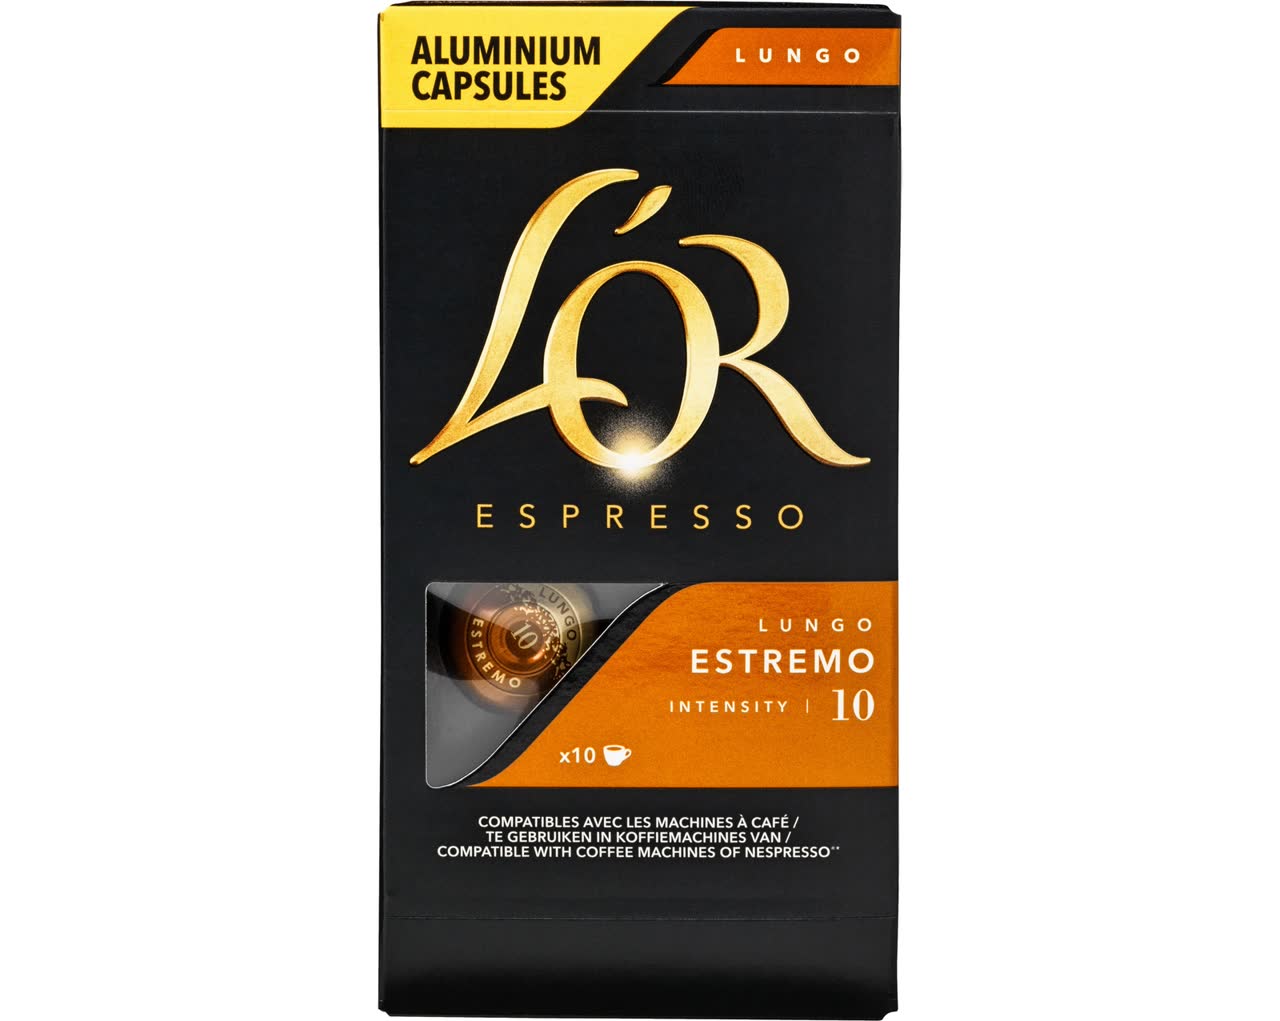 ALUMINIUM
CAPSULES
LUNGO
L'OR
ESPRESSO
LUNGO
10
ESTREMO
LUNGO
ESTREMO
INTENSITY | 10
x10
COMPATIBLES AVEC LES MACHINES À CAFÉ /
TE GEBRUIKEN IN KOFFIEMACHINES VAN /
COMPATIBLE WITH COFFEE MACHINES OF NESPRESSO**